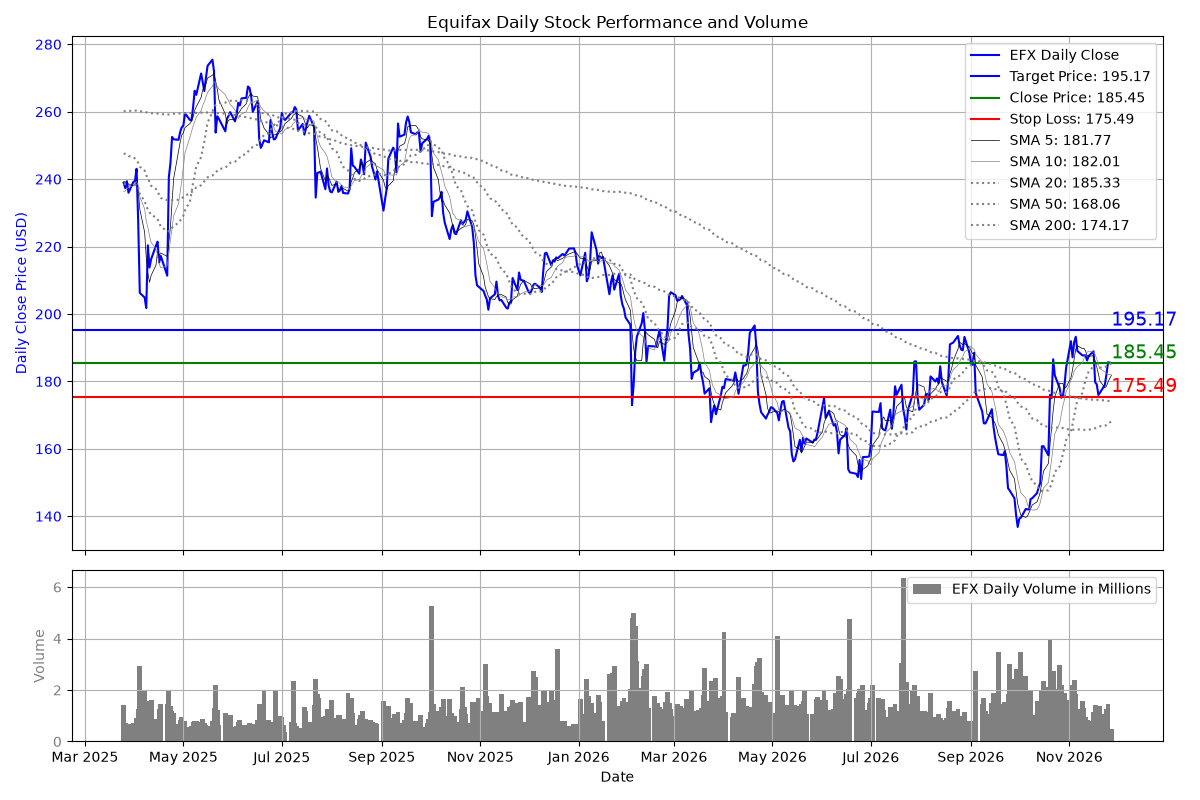 Equifax Daily Stock Performance and Volume
280
260
240
220
200
180
160
140
Daily Close Price (USD)
EFX Daily Close
Target Price: 195.17
Close Price: 185.45
Stop Loss: 175.49
SMA 5: 181.77
SMA 10: 182.01
SMA 20: 185.33
SMA 50: 168.06
SMA 200: 174.17
195.17
185.45
175.49
6
4
2
0
Volume
EFX Daily Volume in Millions
Mar 2025 May 2025 Jul 2025 Sep 2025 Nov 2025 Jan 2026 Mar 2026 May 2026 Jul 2026 Sep 2026 Nov 2026
Date